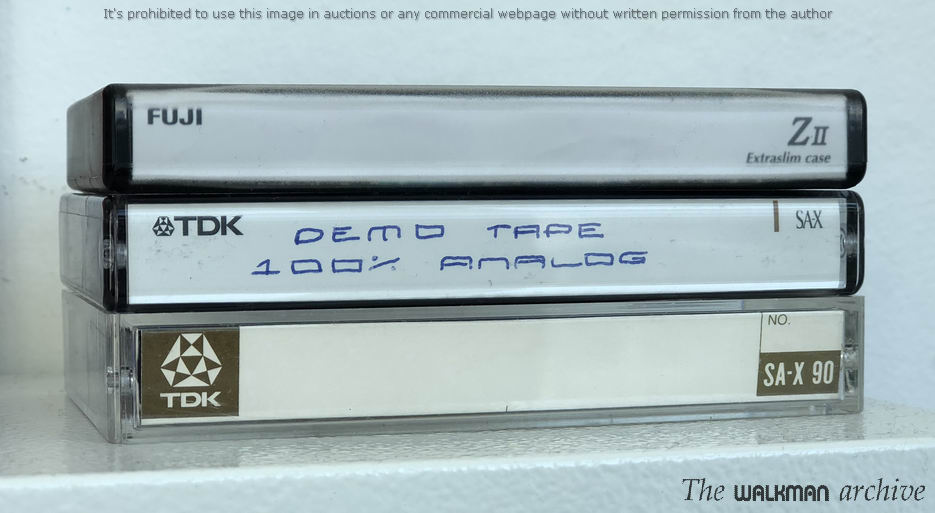 It's prohibited to use this image in auctions or any commercial webpage without written permission from the author
FUJI
ZII
Extraslim case
TDK
SA-X
DEMO TAPE
100% ANALOG
TDK
NO.
SA-X 90
The WALKMAN archive